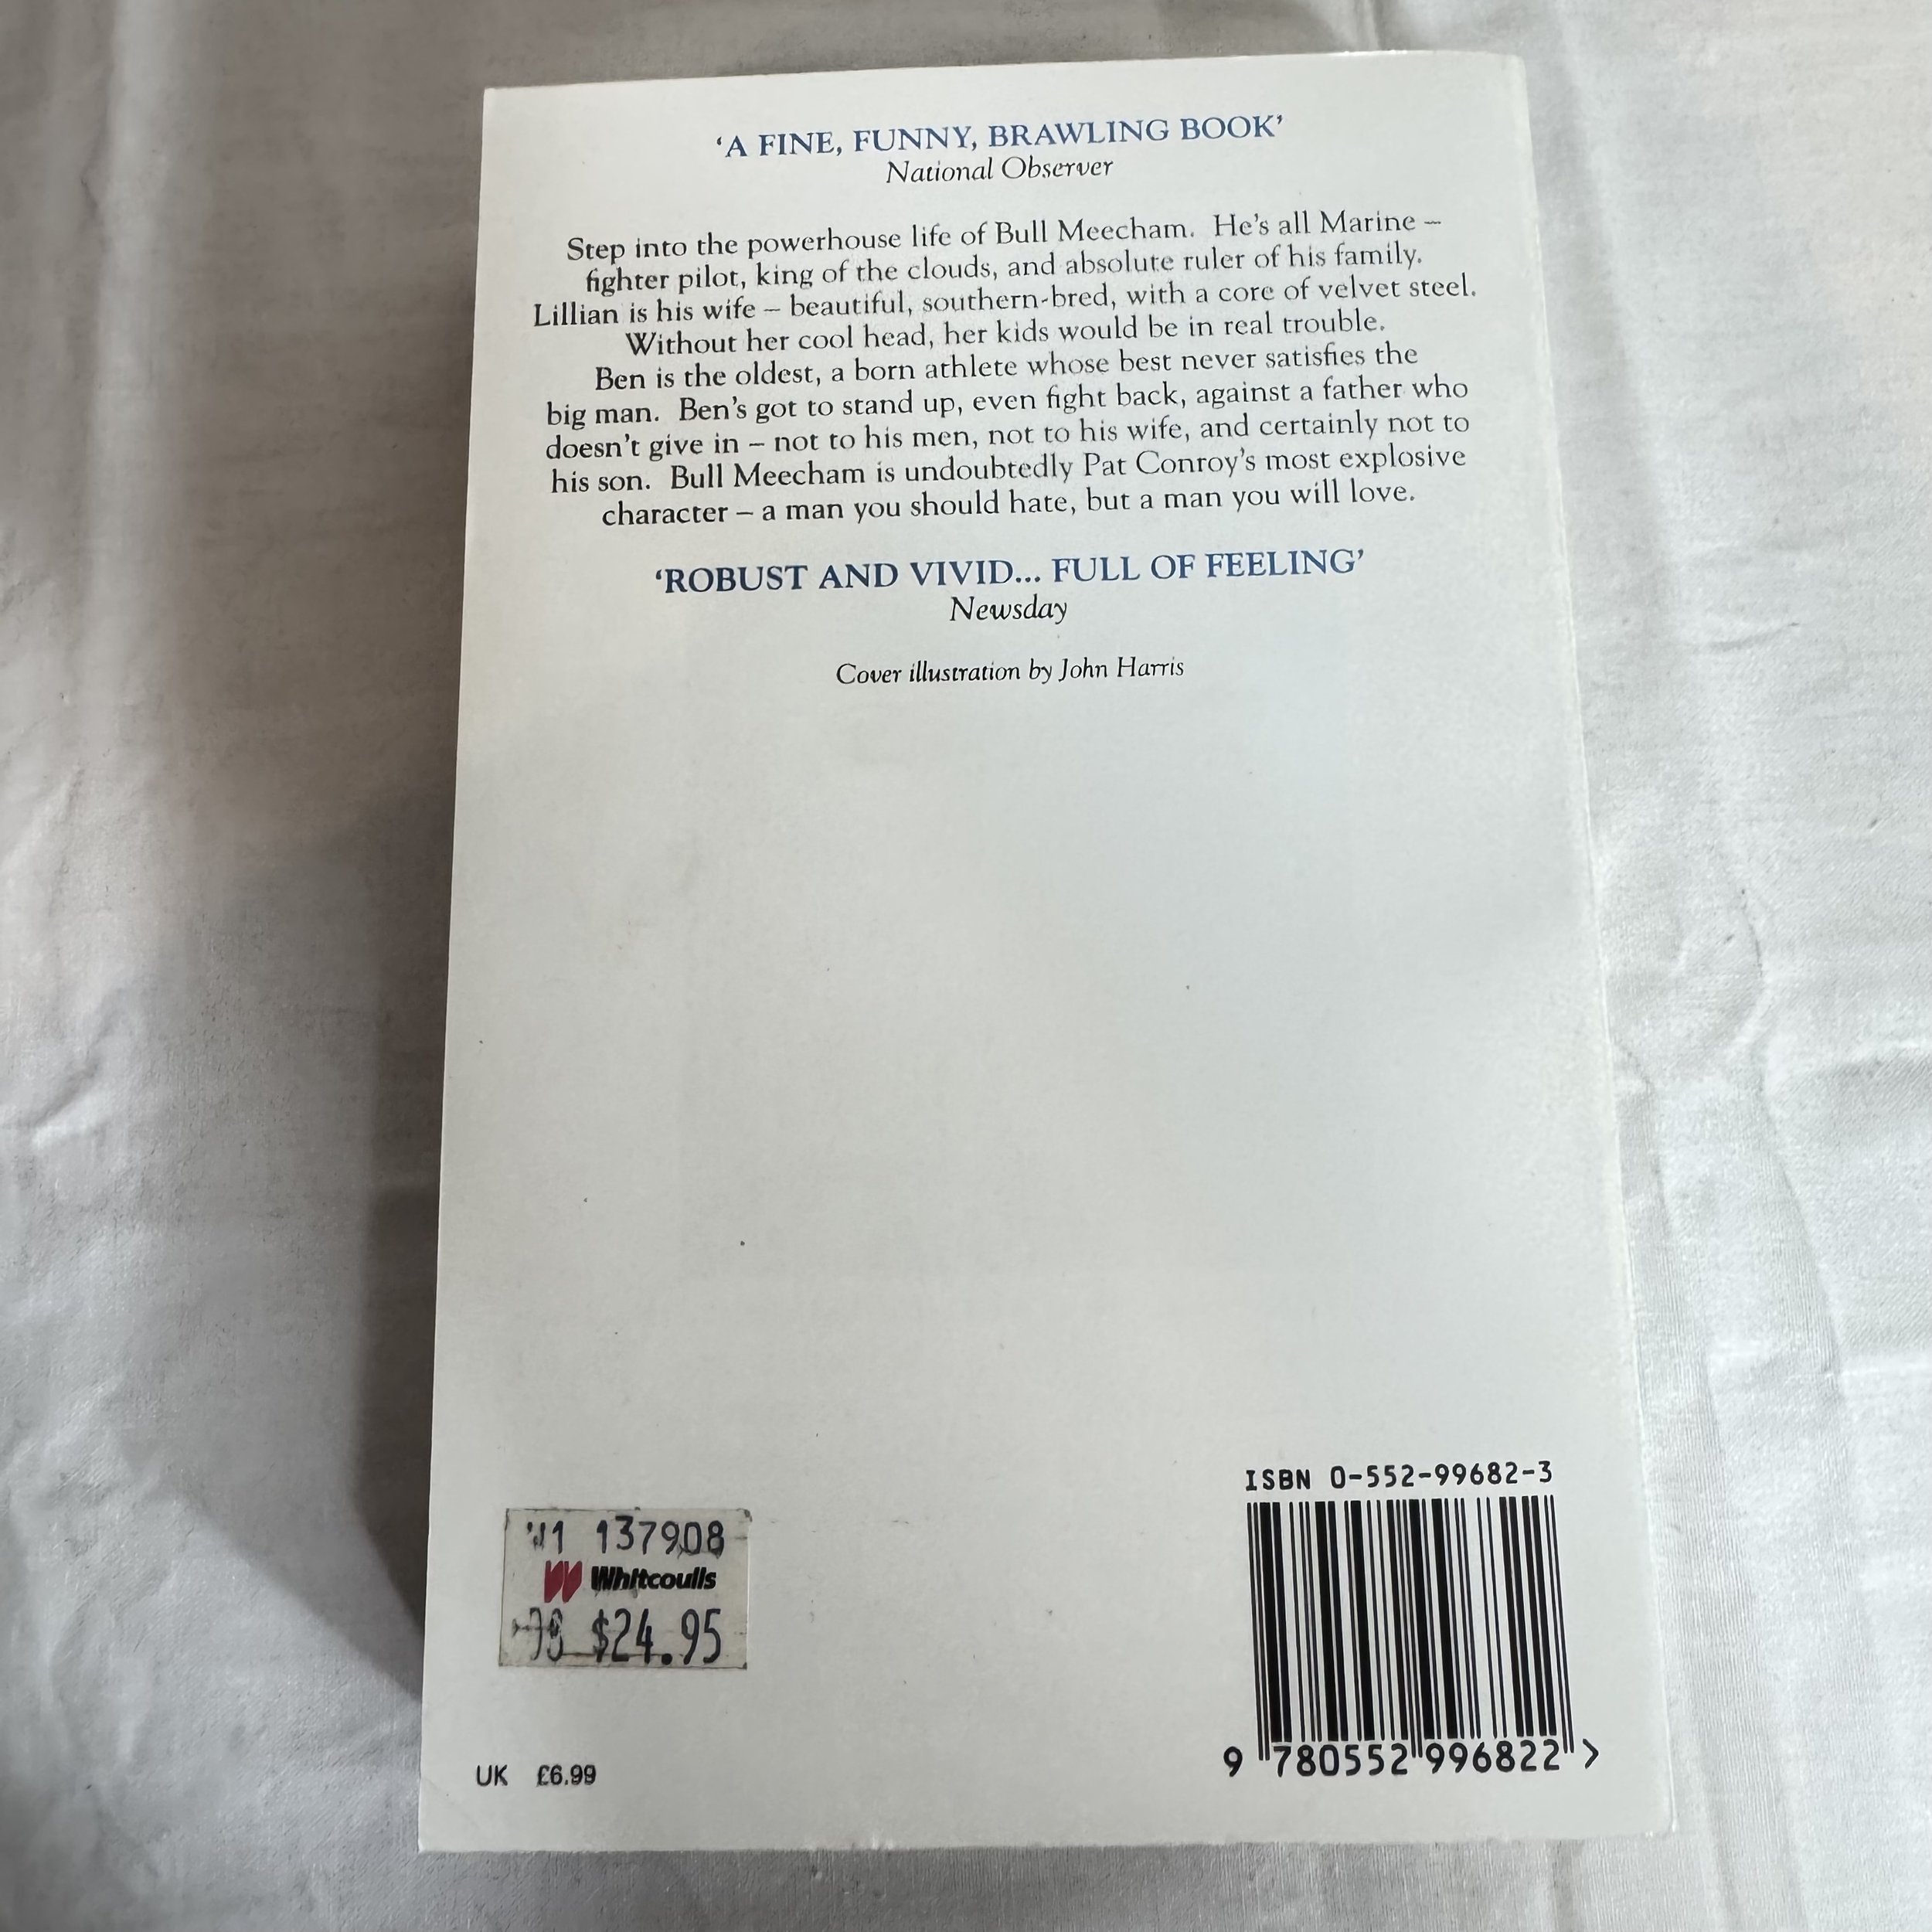 ‘A FINE, FUNNY, BRAWLING BOOK’
National Observer
Step into the powerhouse life of Bull Meecham. He’s all Marine –
fighter pilot, king of the clouds, and absolute ruler of his family.
Lillian is his wife – beautiful, southern-bred, with a core of velvet steel.
Without her cool head, her kids would be in real trouble.
Ben is the oldest, a born athlete whose best never satisfies the
big man. Ben’s got to stand up, even fight back, against a father who
doesn’t give in – not to his men, not to his wife, and certainly not to
his son. Bull Meecham is undoubtedly Pat Conroy’s most explosive
character – a man you should hate, but a man you will love.
‘ROBUST AND VIVID... FULL OF FEELING’
Newsday
Cover illustration by John Harris
137908
Whitcoulls
$24.95
UK £6.99
ISBN 0-552-99682-3
9 780552 996822 >